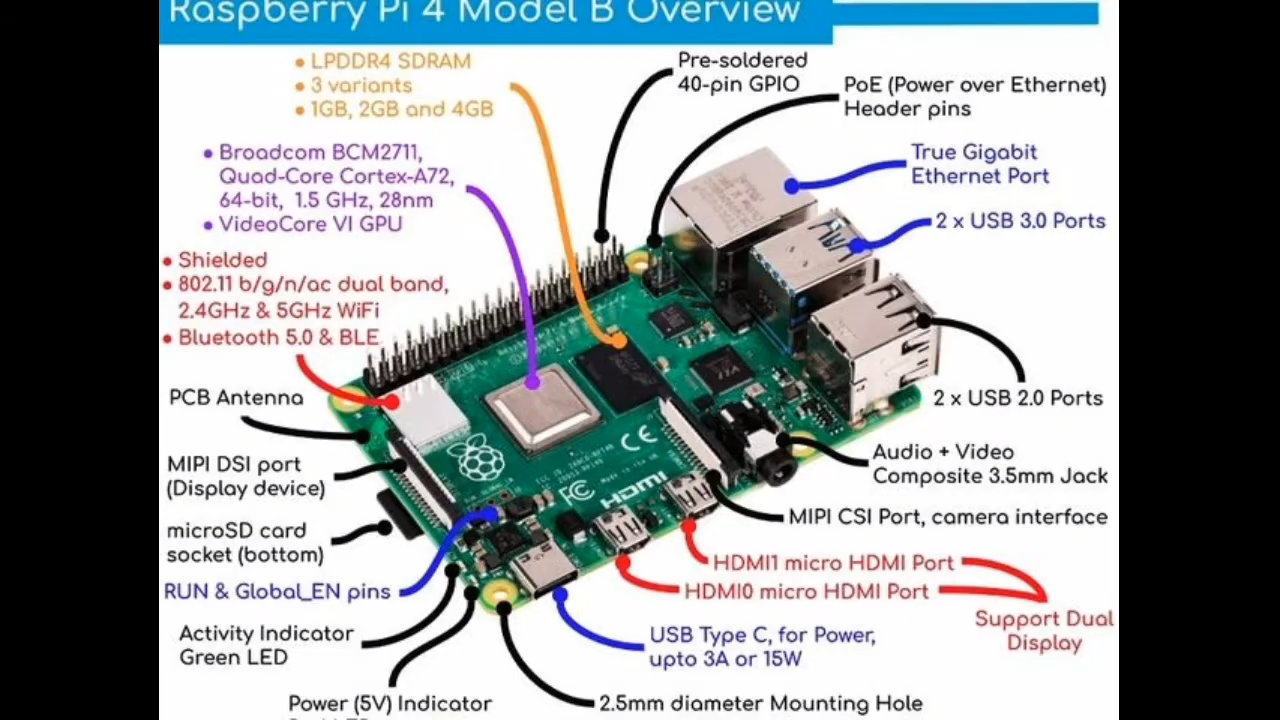 Raspberry Pi 4 Model B Overview
• LPDDR4 SDRAM
• 3 variants
• 1GB, 2GB and 4GB
Pre-soldered
40-pin GPIO
PoE (Power over Ethernet)
Header pins
• Broadcom BCM2711,
Quad-Core Cortex-A72,
64-bit, 1.5 GHz, 28nm
• VideoCore VI GPU
True Gigabit
Ethernet Port
2 x USB 3.0 Ports
• Shielded
• 802.11 b/g/n/ac dual band,
2.4GHz & 5GHz WiFi
• Bluetooth 5.0 & BLE
PCB Antenna
2 x USB 2.0 Ports
MIPI DSI port
(Display device)
Audio + Video
Composite 3.5mm Jack
CE
FC
HDMI
microSD card
socket (bottom)
MIPI CSI Port, camera interface
HDMI1 micro HDMI Port
HDMI0 micro HDMI Port
RUN & Global_EN pins
Support Dual
Display
Activity Indicator
Green LED
USB Type C, for Power,
upto 3A or 15W
Power (5V) Indicator
2.5mm diameter Mounting Hole